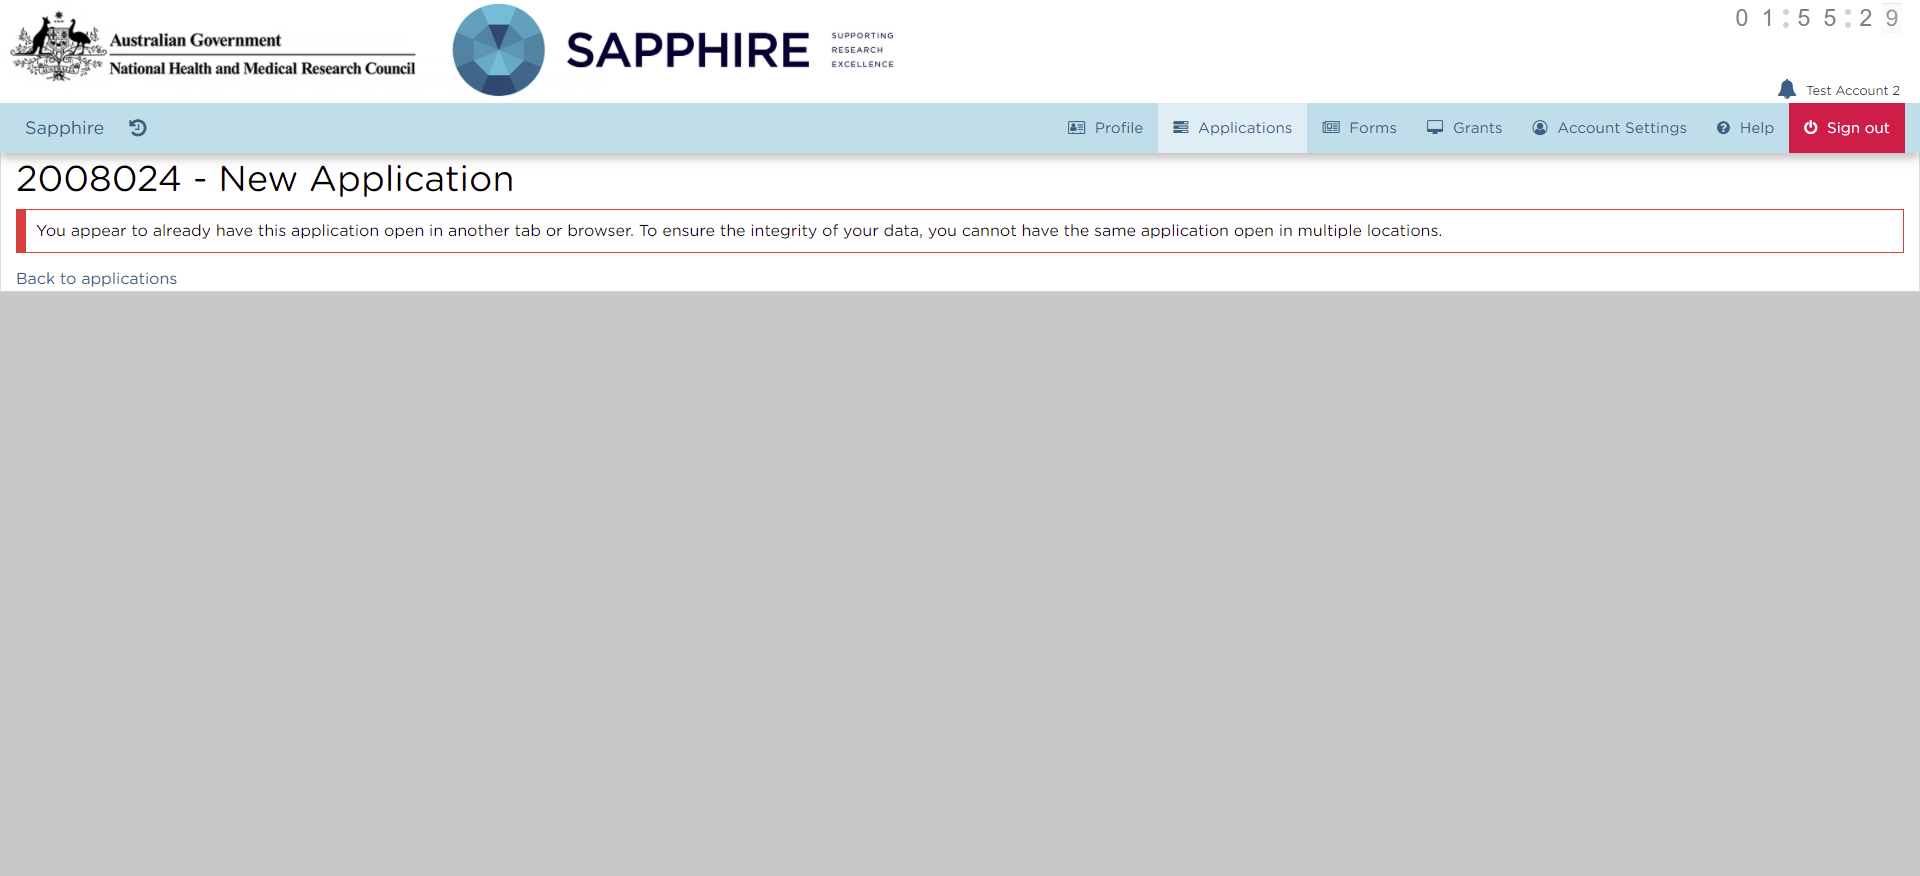 Australian Government
National Health and Medical Research Council
SAPPHIRE
SUPPORTING
RESEARCH
EXCELLENCE
01:55:29
Test Account 2
Sapphire
Profile
Applications
Forms
Grants
Account Settings
Help
Sign out
2008024 - New Application
You appear to already have this application open in another tab or browser. To ensure the integrity of your data, you cannot have the same application open in multiple locations.
Back to applications